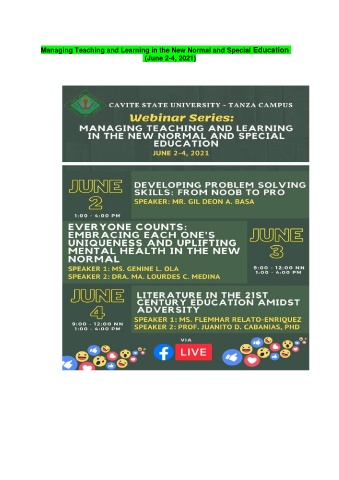 Managing Teaching and Learning in the New Normal and Special Education
(June 2-4, 2021)
CAVITE STATE UNIVERSITY - TANZA CAMPUS
Webinar Series:
MANAGING TEACHING AND LEARNING
IN THE NEW NORMAL AND SPECIAL
EDUCATION
JUNE 2-4, 2021
JUNE
2
1:00 - 4:00 PM
DEVELOPING PROBLEM SOLVING
SKILLS: FROM NOOB TO PRO
SPEAKER: MR. GIL DEON A. BASA
EVERYONE COUNTS:
EMBRACING EACH ONE'S
UNIQUENESS AND UPLIFTING
MENTAL HEALTH IN THE NEW
NORMAL
SPEAKER 1: MS. GENINE L. OLA
SPEAKER 2: DRA. MA. LOURDES C. MEDINA
JUNE
3
9:00 - 12:00 NN
1:00 - 4:00 PM
JUNE
4
9:00 - 12:00 NN
1:00 - 4:00 PM
LITERATURE IN THE 21ST
CENTURY EDUCATION AMIDST
ADVERSITY
SPEAKER 1: MS. FLEMHAR RELATO-ENRIQUEZ
SPEAKER 2: PROF. JUANITO D. CABANIAS, PHD
VIA
LIVE